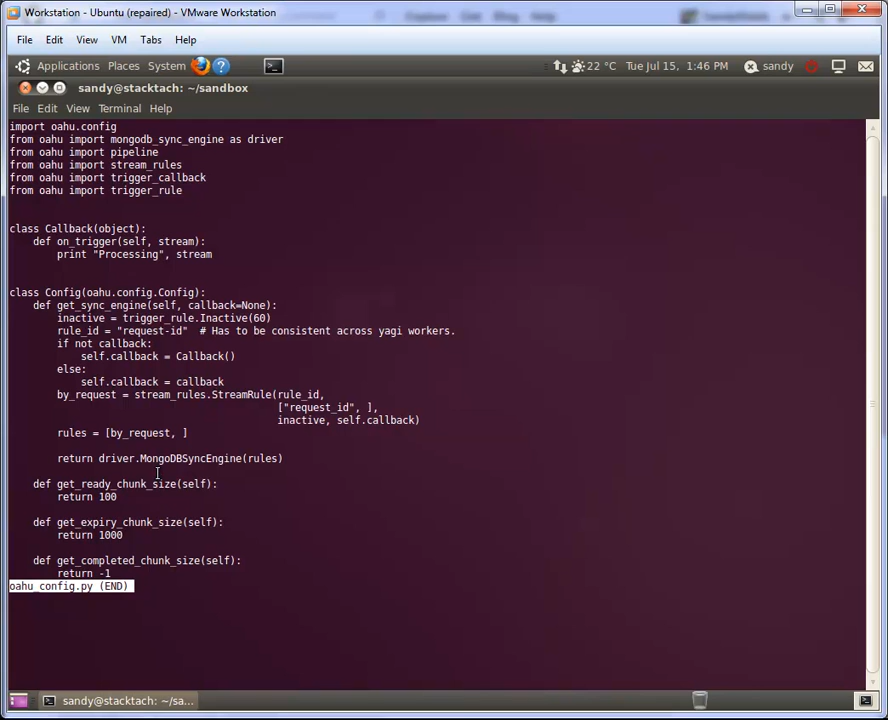 Workstation - Ubuntu (repaired) - VMware Workstation
File Edit View VM Tabs Help
Applications Places System 22 °C Tue Jul 15, 1:46 PM sandy
sandy@stacktach: ~/sandbox
File Edit View Terminal Help
import oahu.config
from oahu import mongodb_sync_engine as driver
from oahu import pipeline
from oahu import stream_rules
from oahu import trigger_callback
from oahu import trigger_rule
class Callback(object):
    def on_trigger(self, stream):
        print "Processing", stream
class Config(oahu.config.Config):
    def get_sync_engine(self, callback=None):
        inactive = trigger_rule.Inactive(60)
        rule_id = "request-id"  # Has to be consistent across yagi workers.
        if not callback:
            self.callback = Callback()
        else:
            self.callback = callback
        by_request = stream_rules.StreamRule(rule_id,
                                             ["request_id", ],
                                             inactive, self.callback)
        rules = [by_request, ]
        return driver.MongoDBSyncEngine(rules)
    def get_ready_chunk_size(self):
        return 100
    def get_expiry_chunk_size(self):
        return 1000
    def get_completed_chunk_size(self):
        return -1
oahu_config.py (END)
sandy@stacktach: ~/sa...